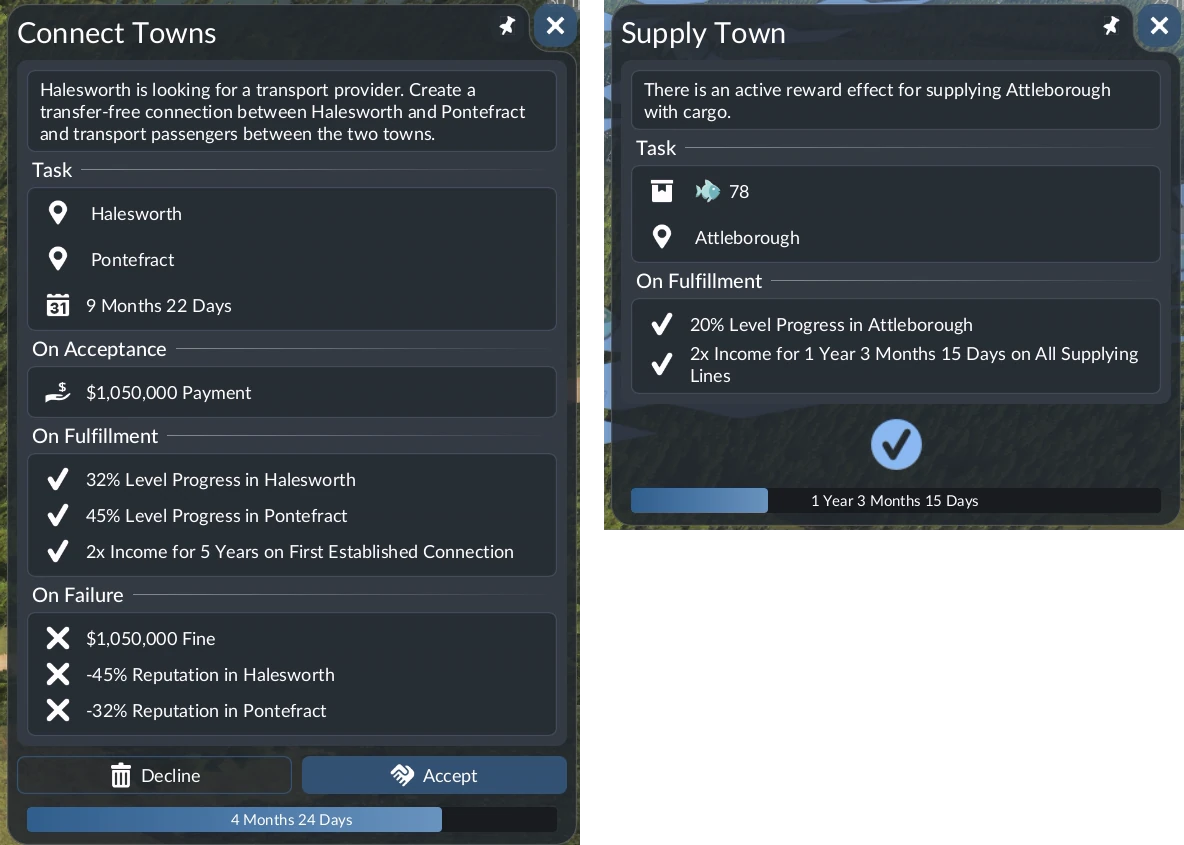 Connect Towns
Halesworth is looking for a transport provider. Create a
transfer-free connection between Halesworth and Pontefract
and transport passengers between the two towns.
Task
Halesworth
Pontefract
31
9 Months 22 Days
On Acceptance
$1,050,000 Payment
On Fulfillment
32% Level Progress in Halesworth
45% Level Progress in Pontefract
2x Income for 5 Years on First Established Connection
On Failure
$1,050,000 Fine
-45% Reputation in Halesworth
-32% Reputation in Pontefract
Decline
Accept
4 Months 24 Days
Supply Town
There is an active reward effect for supplying Attleborough
with cargo.
Task
78
Attleborough
On Fulfillment
20% Level Progress in Attleborough
2x Income for 1 Year 3 Months 15 Days on All Supplying
Lines
1 Year 3 Months 15 Days